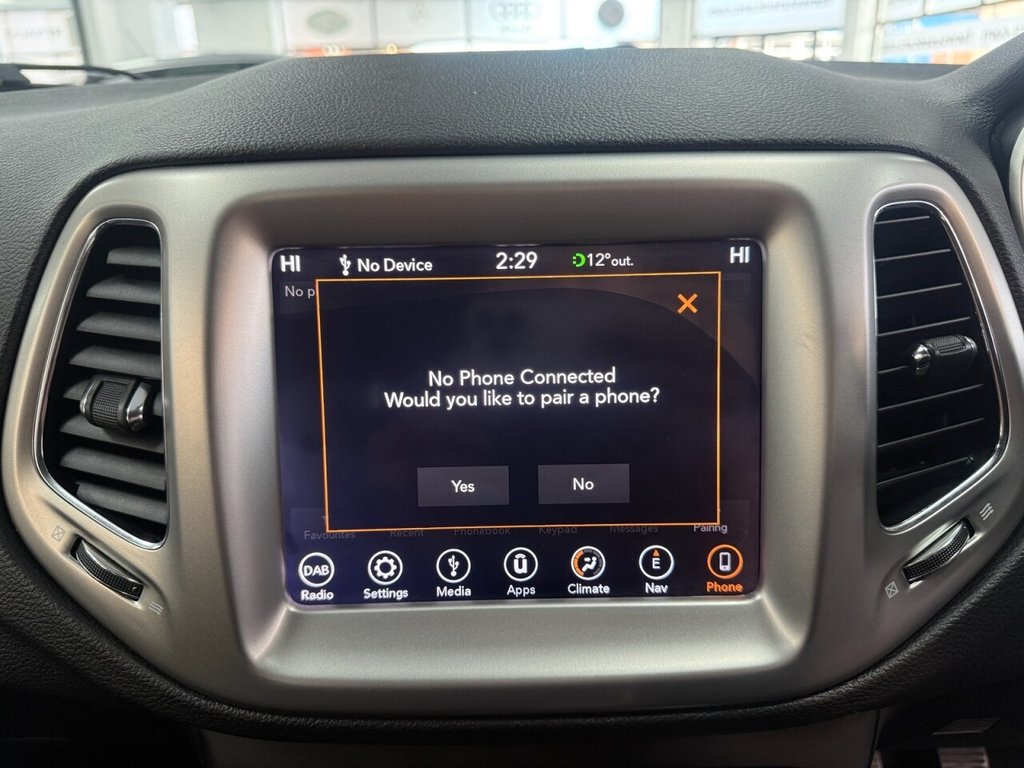 HI No Device 2:29 12°out. HI
No p
No Phone Connected
Would you like to pair a phone?
Yes No
Favourites Recent Phonebook Keypad Messages Pairing
DAB E
Radio Settings Media Apps Climate Nav Phone